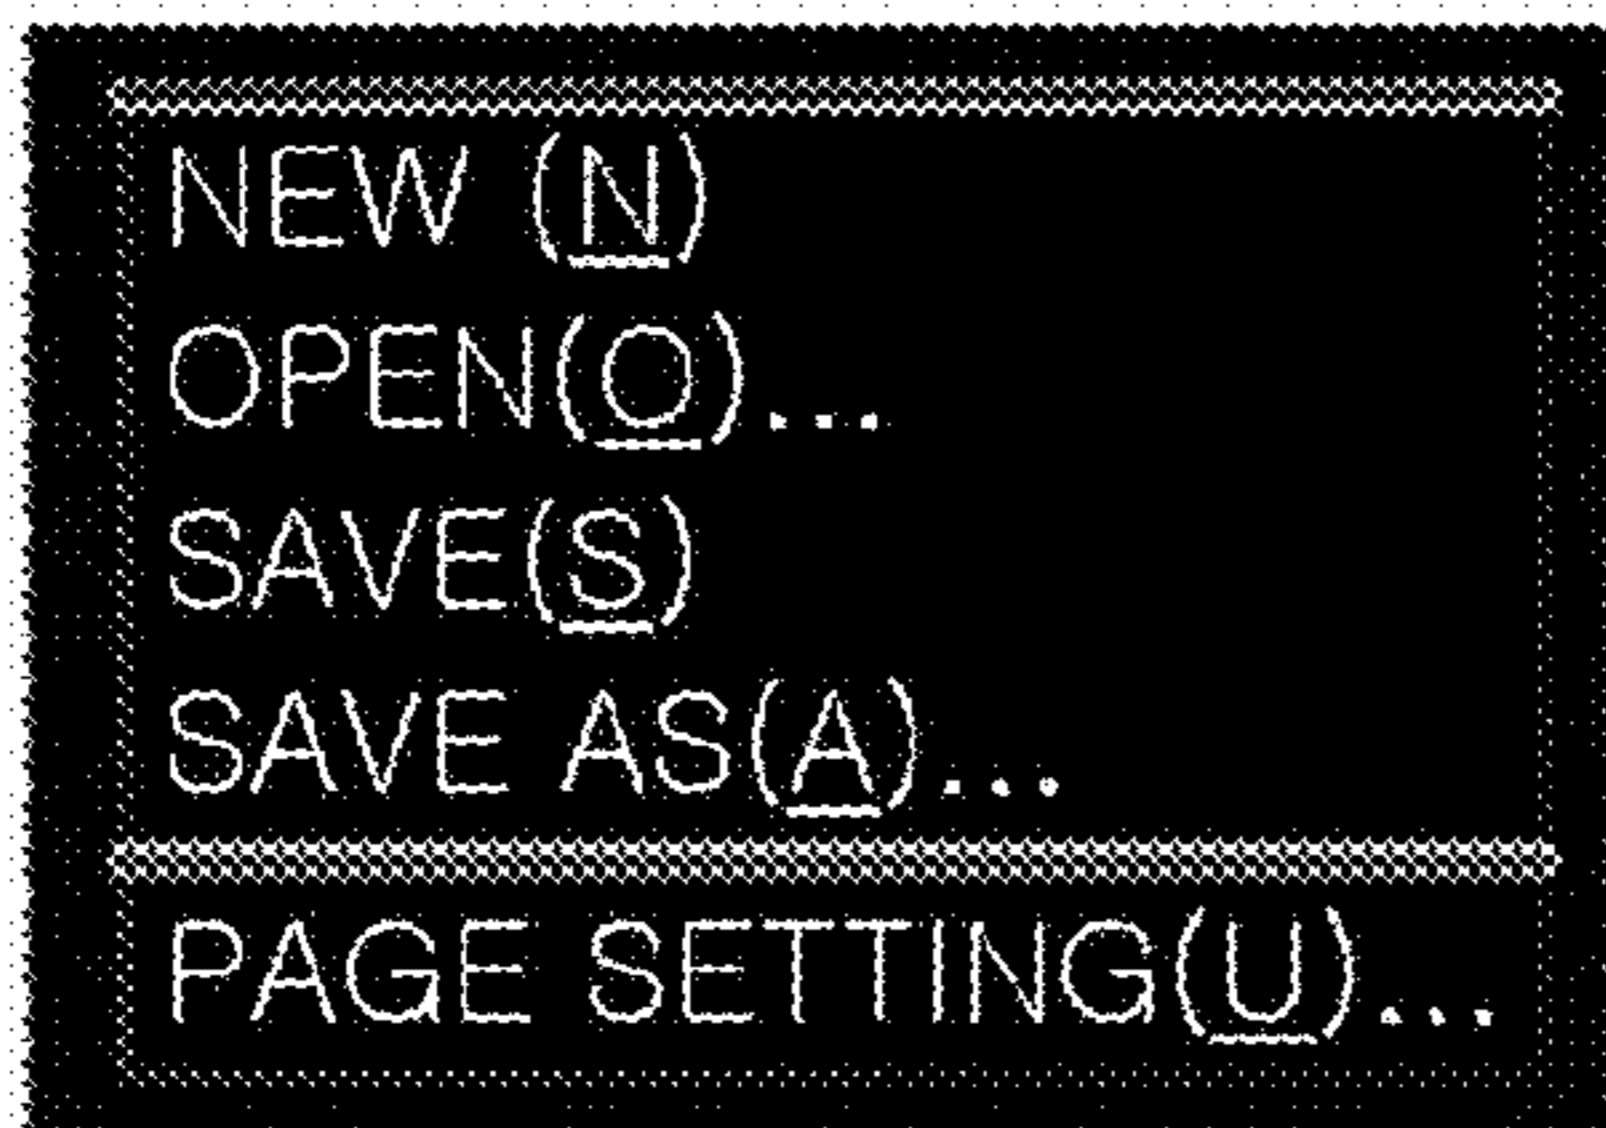 NEW (N)
OPEN(O)...
SAVE(S)
SAVE AS(A)...
PAGE SETTING(U)...